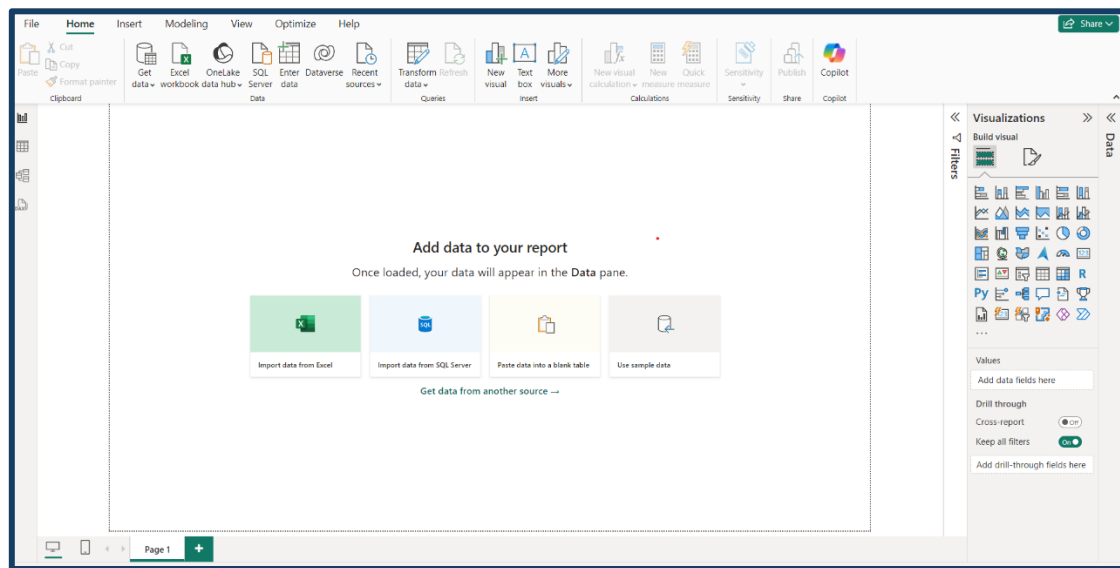 File Home Insert Modeling View Optimize Help Share
Paste
Cut
Copy
Format painter
Clipboard
Get data
Excel workbook
OneLake data hub
SQL Server
Enter data
Dataverse
Recent sources
Data
Transform data
Refresh
Queries
New visual
Text box
More visuals
Insert
New visual calculation
New measure
Quick measure
Calculations
Sensitivity
Sensitivity
Publish
Share
Copilot
Copilot
Add data to your report
Once loaded, your data will appear in the Data pane.
Import data from Excel
Import data from SQL Server
Paste data into a blank table
Use sample data
Get data from another source →
Filters
Visualizations
Build visual
123
R
Py
Values
Add data fields here
Drill through
Cross-report Off
Keep all filters On
Add drill-through fields here
Data
Page 1